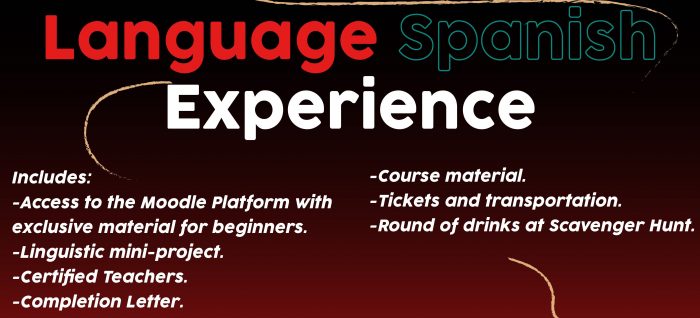 Language Spanish
Experience
Includes:
-Access to the Moodle Platform with
exclusive material for beginners.
-Linguistic mini-project.
-Certified Teachers.
-Completion Letter.
-Course material.
-Tickets and transportation.
-Round of drinks at Scavenger Hunt.